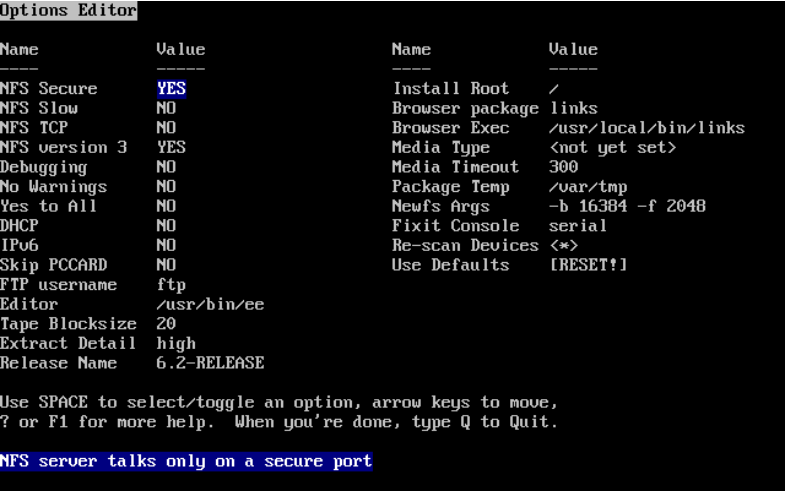 Options Editor
Name Value Name Value
---- ----- ---- -----
NFS Secure YES Install Root /
NFS Slow NO Browser package links
NFS TCP NO Browser Exec /usr/local/bin/links
NFS version 3 YES Media Type <not yet set>
Debugging NO Media Timeout 300
No Warnings NO Package Temp /var/tmp
Yes to All NO Newfs Args -b 16384 -f 2048
DHCP NO Fixit Console serial
IPv6 NO Re-scan Devices <*>
Skip PCCARD NO Use Defaults [RESET!]
FTP username ftp
Editor /usr/bin/ee
Tape Blocksize 20
Extract Detail high
Release Name 6.2-RELEASE
Use SPACE to select/toggle an option, arrow keys to move,
? or F1 for more help. When you're done, type Q to Quit.
NFS server talks only on a secure port